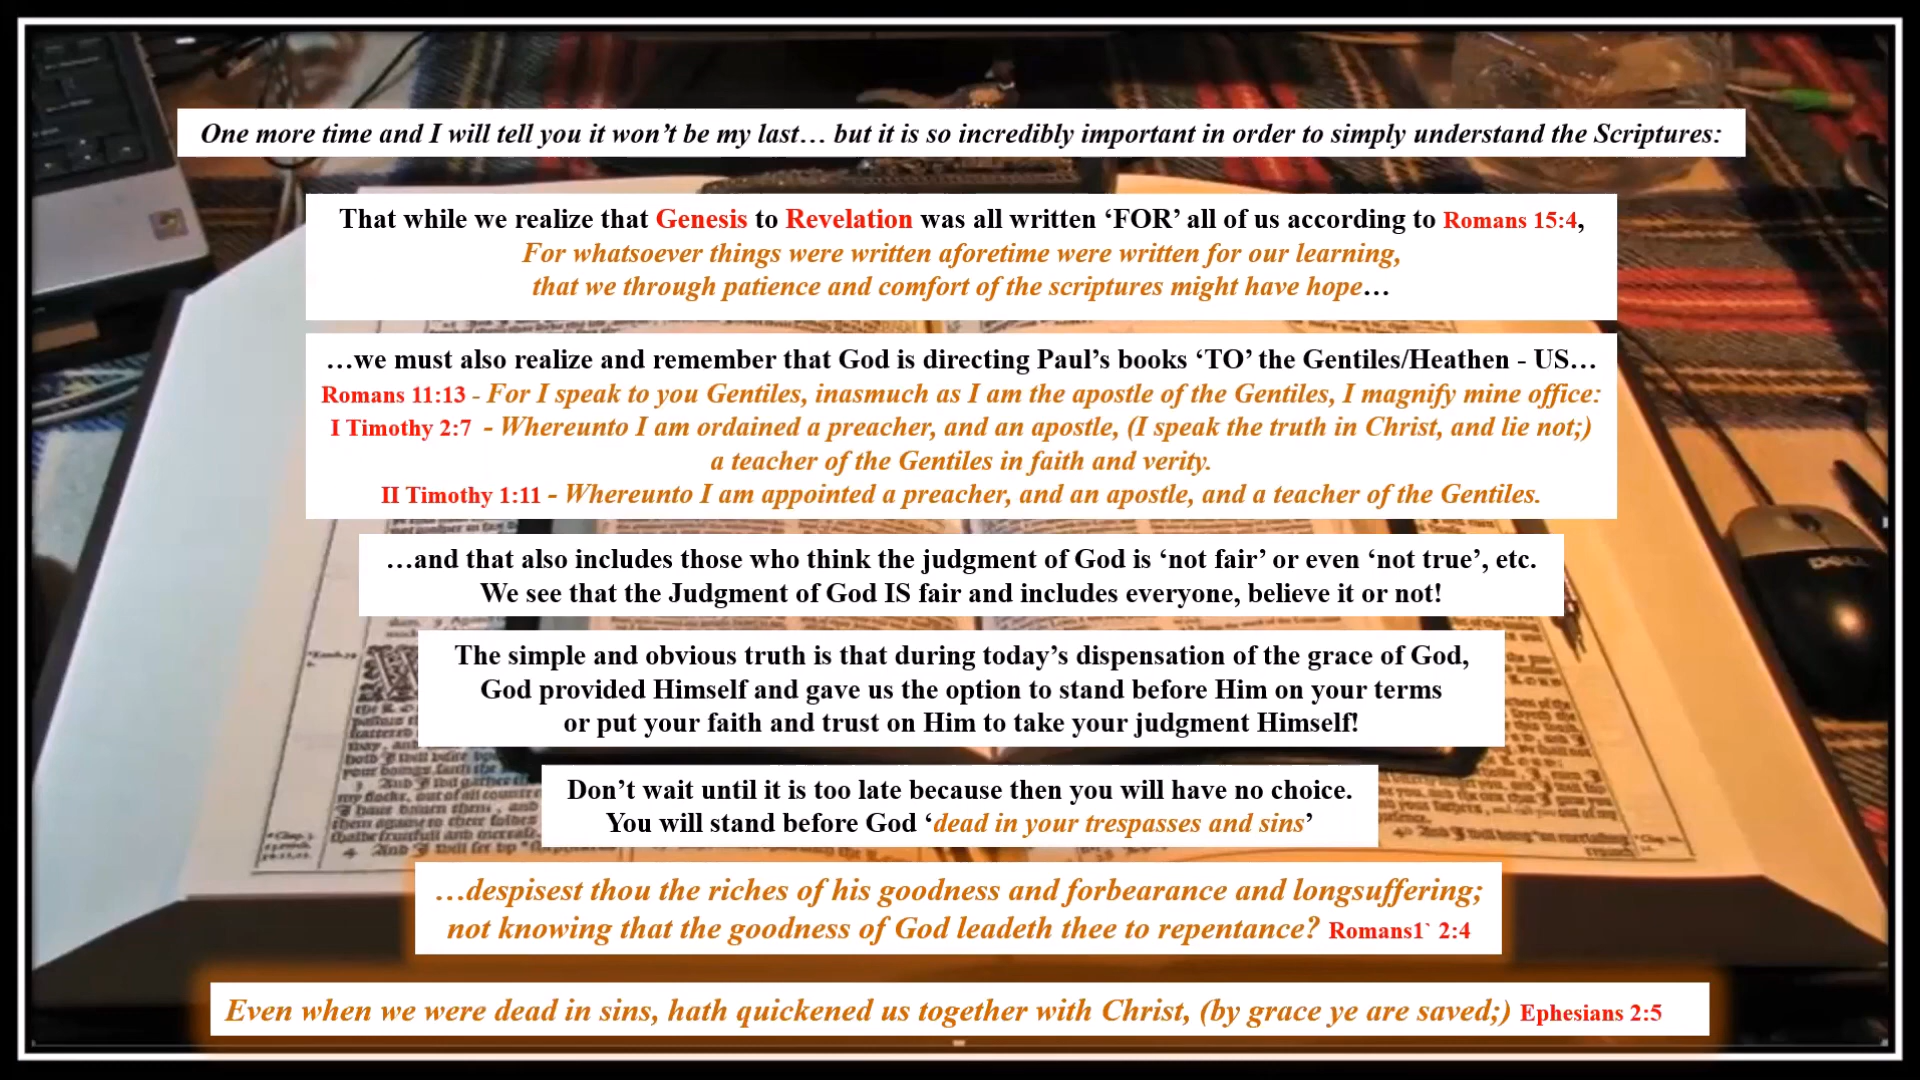 One more time and I will tell you it won’t be my last… but it is so incredibly important in order to simply understand the Scriptures:
That while we realize that Genesis to Revelation was all written ‘FOR’ all of us according to Romans 15:4,
For whatsoever things were written aforetime were written for our learning,
that we through patience and comfort of the scriptures might have hope…
…we must also realize and remember that God is directing Paul’s books ‘TO’ the Gentiles/Heathen - US…
Romans 11:13 - For I speak to you Gentiles, inasmuch as I am the apostle of the Gentiles, I magnify mine office:
I Timothy 2:7 - Whereunto I am ordained a preacher, and an apostle, (I speak the truth in Christ, and lie not;)
a teacher of the Gentiles in faith and verity.
II Timothy 1:11 - Whereunto I am appointed a preacher, and an apostle, and a teacher of the Gentiles.
…and that also includes those who think the judgment of God is ‘not fair’ or even ‘not true’, etc.
We see that the Judgment of God IS fair and includes everyone, believe it or not!
The simple and obvious truth is that during today’s dispensation of the grace of God,
God provided Himself and gave us the option to stand before Him on your terms
or put your faith and trust on Him to take your judgment Himself!
Don’t wait until it is too late because then you will have no choice.
You will stand before God ‘dead in your trespasses and sins’
…despisest thou the riches of his goodness and forbearance and longsuffering;
not knowing that the goodness of God leadeth thee to repentance? Romans1` 2:4
Even when we were dead in sins, hath quickened us together with Christ, (by grace ye are saved;) Ephesians 2:5
DELL